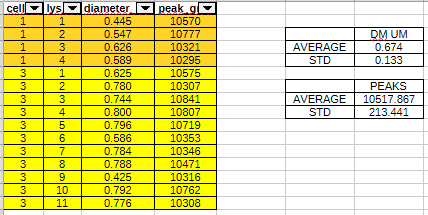 cell lys diameter_ peak_g
1 1 0.445 10570
1 2 0.547 10777
1 3 0.626 10321
1 4 0.589 10295
3 1 0.625 10575
3 2 0.780 10307
3 3 0.744 10841
3 4 0.800 10807
3 5 0.796 10719
3 6 0.586 10353
3 7 0.784 10346
3 8 0.788 10471
3 9 0.425 10316
3 10 0.792 10762
3 11 0.776 10308
DM UM
AVERAGE 0.674
STD 0.133
PEAKS
AVERAGE 10517.867
STD 213.441